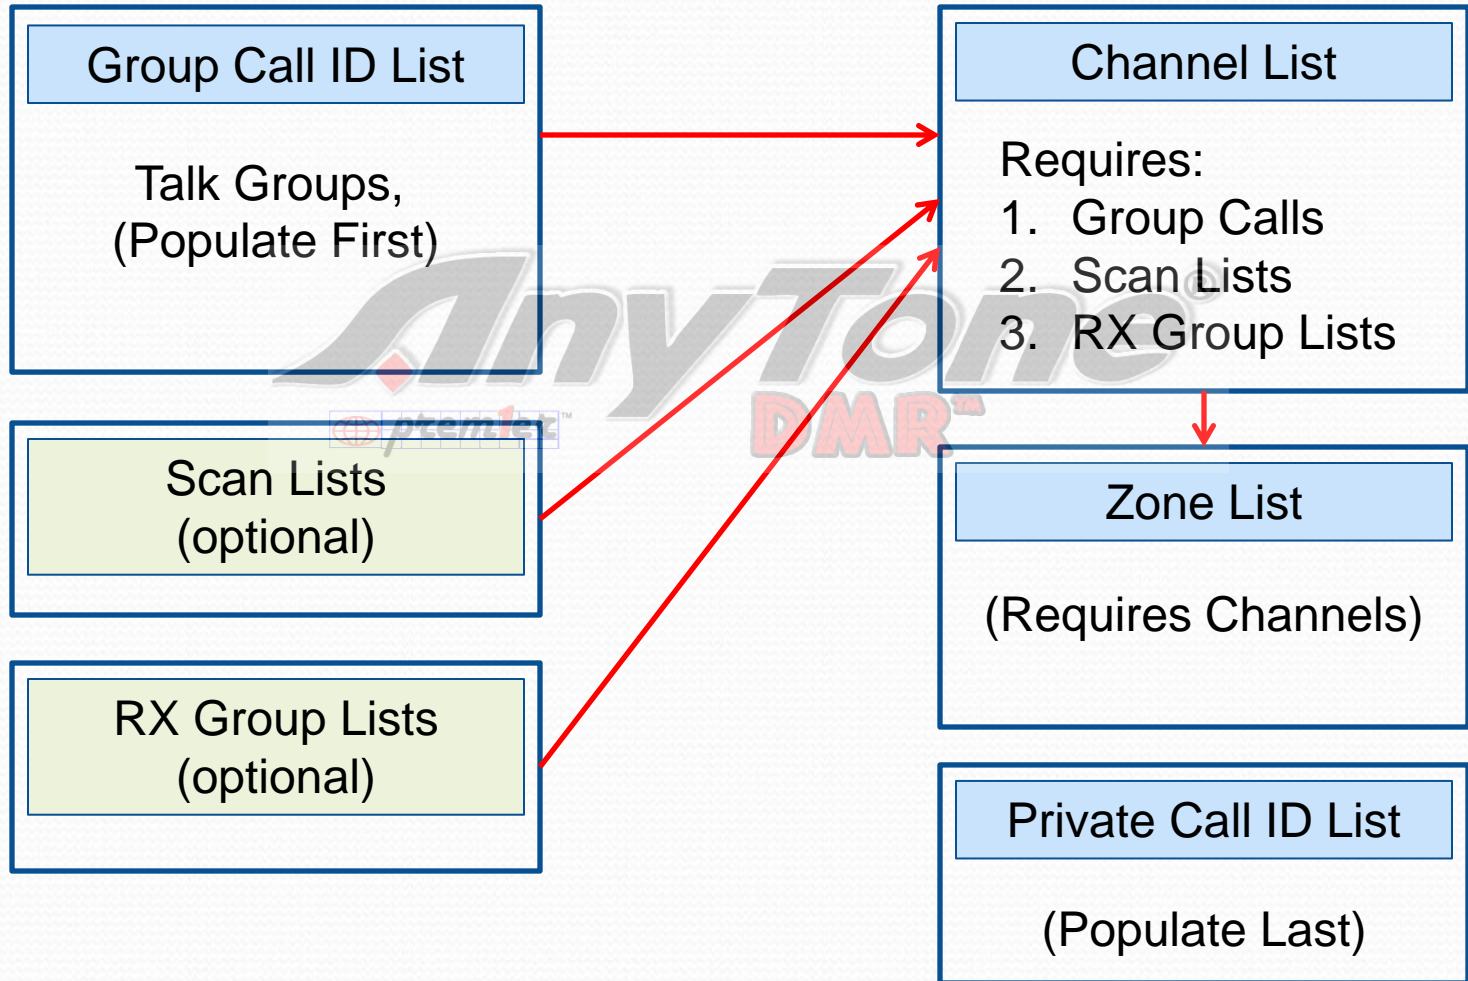 Group Call ID List
Talk Groups,
(Populate First)
Scan Lists
(optional)
RX Group Lists
(optional)
Channel List
Requires:
1. Group Calls
2. Scan Lists
3. RX Group Lists
Zone List
(Requires Channels)
Private Call ID List
(Populate Last)
AnyTone®
premier™
DMR™